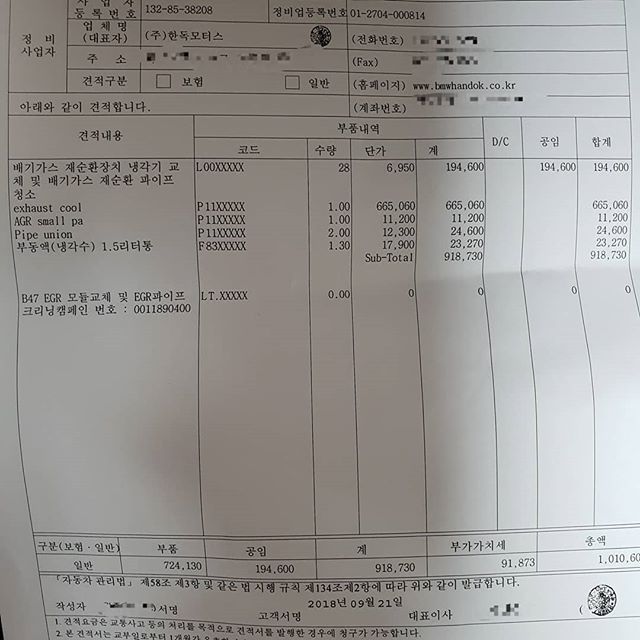 사 업 자
등 록 번 호 132-85-38208 정비업등록번호 01-2704-000814
정 비
사업자
업 체 명
(대표자) (주)한독모터스 (전화번호)
주 소 (Fax)
견적구분 보험 일반 (홈페이지) www.bmwhandok.co.kr
아래와 같이 견적합니다. (계좌번호)
견적내용 부품내역 D/C 공임 합계
코드 수량 단가 계
배기가스 재순환장치 냉각기 교 L00XXXXX 28 6,950 194,600 194,600 194,600
체 및 배기가스 재순환 파이프
청소
exhaust cool P11XXXXX 1.00 665,060 665,060 665,060
AGR small pa P11XXXXX 1.00 11,200 11,200 11,200
Pipe union P11XXXXX 2.00 12,300 24,600 24,600
부동액(냉각수) 1.5리터통 F83XXXXX 1.30 17,900 23,270 23,270
Sub-Total 918,730 918,730
B47 EGR 모듈교체 및 EGR파이프 LT.XXXXX 0.00 0 0 0 0
크리닝캠페인 번호 : 0011890400
구분(보험·일반) 부품 공임 계 부가가치세 총액
일반 724,130 194,600 918,730 91,873 1,010,60
「자동차 관리법」 제58조 제3항 및 같은 법 시행 규칙 제134조제2항에 따라 위와 같이 발급합니다.
2018 년 09 월 21 일
작성자 서명 고객서명 대표이사
1. 견적요금은 교통사고 등의 처리를 목적으로 견적서를 발행한 경우에 청구가 가능합니다.
2. 본 견적서는 교부일로부터 1개월간